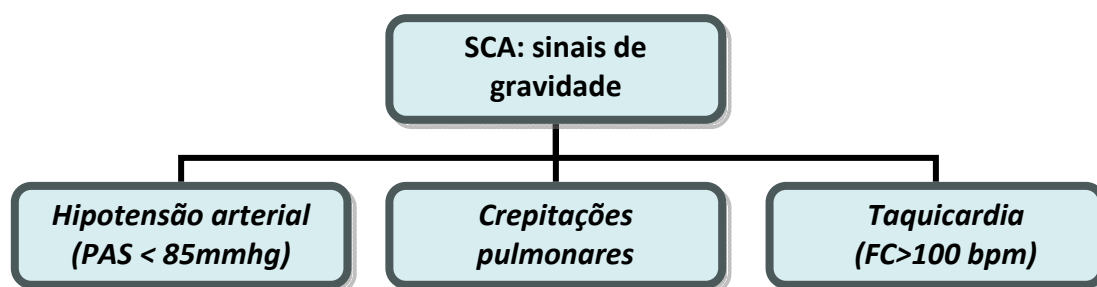 SCA: sinais de
gravidade
Hipotensão arterial
(PAS < 85mmhg)
Crepitações
pulmonares
Taquicardia
(FC>100 bpm)